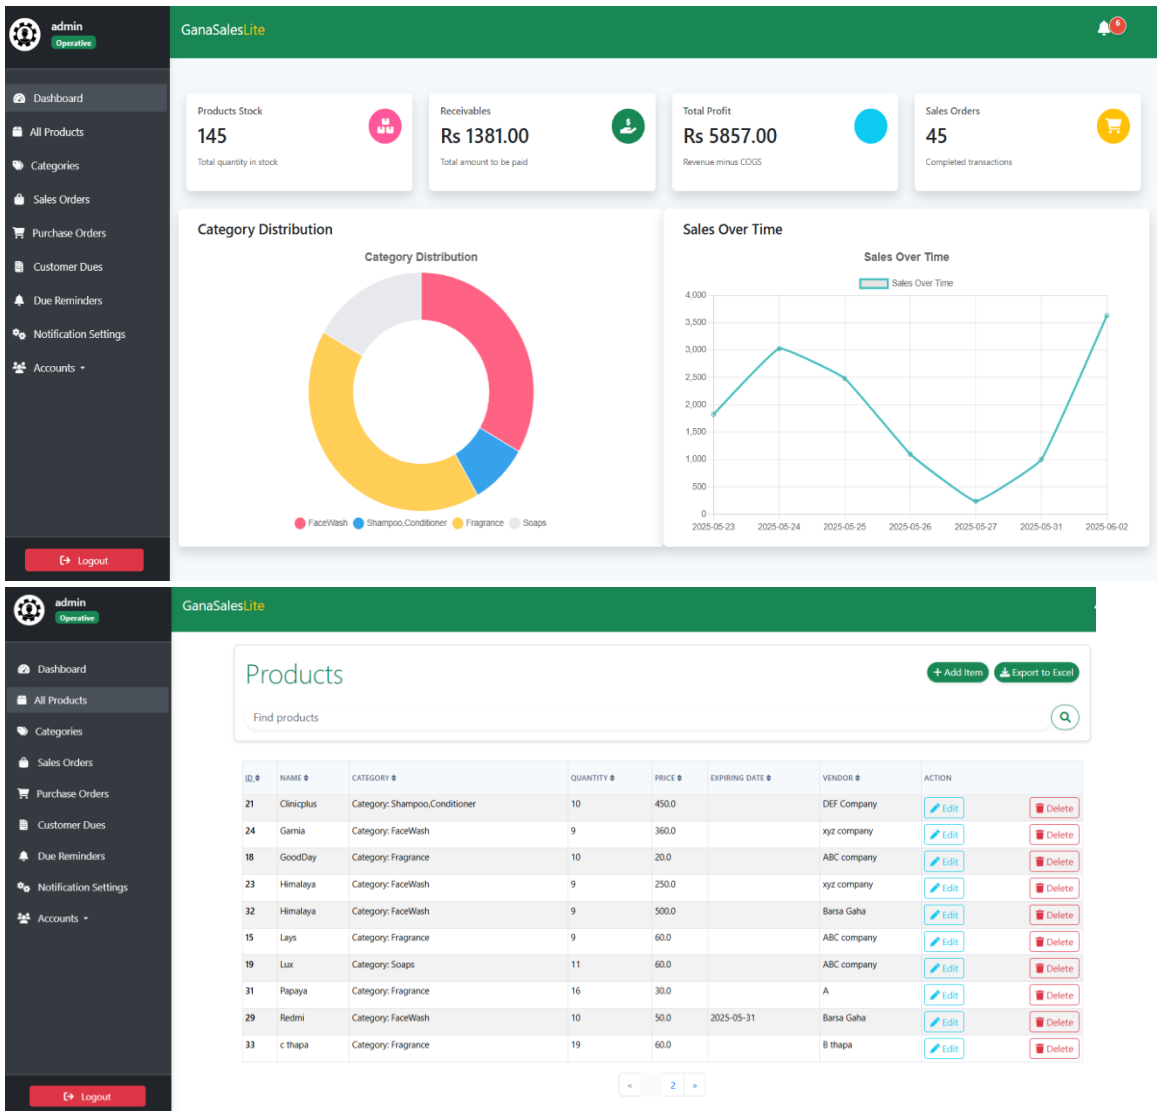 admin
Operative
GanaSalesLite
6
Dashboard
All Products
Categories
Sales Orders
Purchase Orders
Customer Dues
Due Reminders
Notification Settings
Accounts
Logout
Products Stock
145
Total quantity in stock
Receivables
Rs 1381.00
Total amount to be paid
Total Profit
Rs 5857.00
Revenue minus COGS
Sales Orders
45
Completed transactions
Category Distribution
Category Distribution
FaceWash Shampoo,Conditioner Fragrance Soaps
Sales Over Time
Sales Over Time
Sales Over Time
4,000
3,500
3,000
2,500
2,000
1,500
1,000
500
0
2025-05-23 2025-05-24 2025-05-25 2025-05-26 2025-05-27 2025-05-31 2025-06-02
admin
Operative
GanaSalesLite
Dashboard
All Products
Categories
Sales Orders
Purchase Orders
Customer Dues
Due Reminders
Notification Settings
Accounts
Logout
Products
+ Add Item Export to Excel
Find products
ID NAME CATEGORY QUANTITY PRICE EXPIRING DATE VENDOR ACTION
21 Clinicplus Category: Shampoo,Conditioner 10 450.0 DEF Company Edit Delete
24 Garnia Category: FaceWash 9 360.0 xyz company Edit Delete
18 GoodDay Category: Fragrance 10 20.0 ABC company Edit Delete
23 Himalaya Category: FaceWash 9 250.0 xyz company Edit Delete
32 Himalaya Category: FaceWash 9 500.0 Barsa Gaha Edit Delete
15 Lays Category: Fragrance 9 60.0 ABC company Edit Delete
19 Lux Category: Soaps 11 60.0 ABC company Edit Delete
31 Papaya Category: Fragrance 16 30.0 A Edit Delete
29 Redmi Category: FaceWash 10 50.0 2025-05-31 Barsa Gaha Edit Delete
33 c thapa Category: Fragrance 19 60.0 B thapa Edit Delete
« 2 »